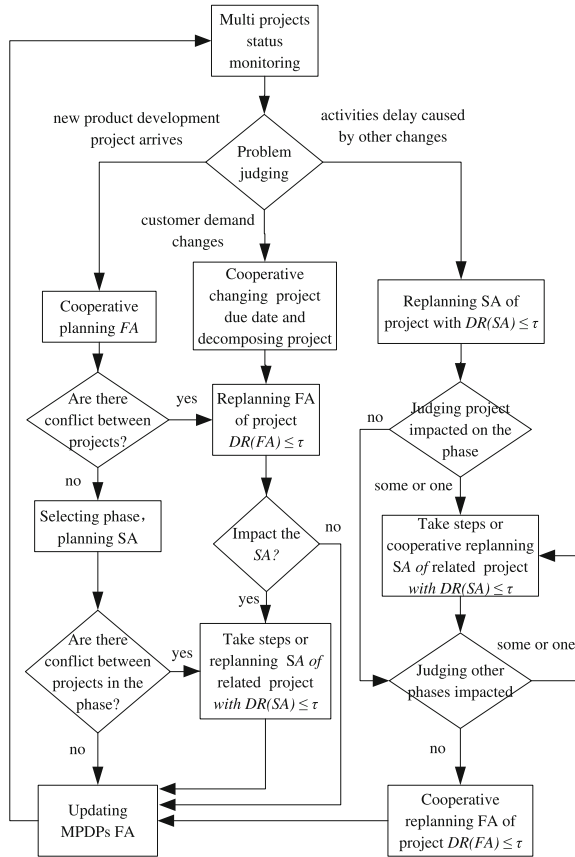 Multi projects
status
monitoring
new product development
project arrives
activities delay caused
by other changes
Problem
judging
customer demand
changes
Cooperative
planning FA
Cooperative
changing project
due date and
decomposing project
Replanning SA of
project with DR(SA) ≤ τ
Are there
conflict between
projects?
yes
Replanning FA
of project
DR(FA) ≤ τ
no
Judging project
impacted on the
phase
no
some or one
Selecting phase,
planning SA
Impact the
SA?
no
yes
Take steps or
cooperative replanning
SA of related project
with DR(SA) ≤ τ
Are there
conflict between
projects in the
phase?
yes
Take steps or
replanning SA of
related project
with DR(SA) ≤ τ
some or one
Judging other
phases impacted
no
no
Updating
MPDPs FA
Cooperative
replanning FA of
project DR(FA) ≤ τ